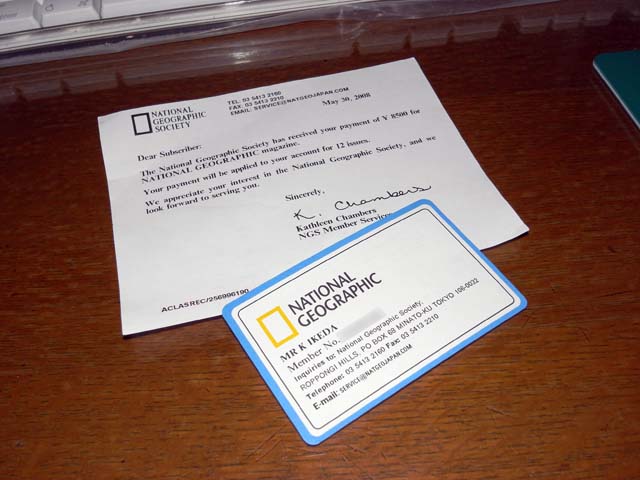 NATIONAL
GEOGRAPHIC
SOCIETY
TEL: 03 5413 2160
FAX: 03 5413 2210
EMAIL: SERVICE@NATGEOJAPAN.COM
May 30, 2008
Dear Subscriber:
The National Geographic Society has received your payment of Y 8500 for
NATIONAL GEOGRAPHIC magazine.
Your payment will be applied to your account for 12 issues.
We appreciate your interest in the National Geographic Society, and we
look forward to serving you.
Sincerely,
K. Chambers
Kathleen Chambers
NGS Member Services
ACLASREC/256996190
NATIONAL
GEOGRAPHIC
MR K IKEDA
Member No.
Inquiries to: National Geographic Society,
ROPPONGI HILLS, PO BOX 68 MINATO-KU TOKYO 106-0032
Telephone: 03 5413 2160 Fax: 03 5413 2210
E-mail: SERVICE@NATGEOJAPAN.COM